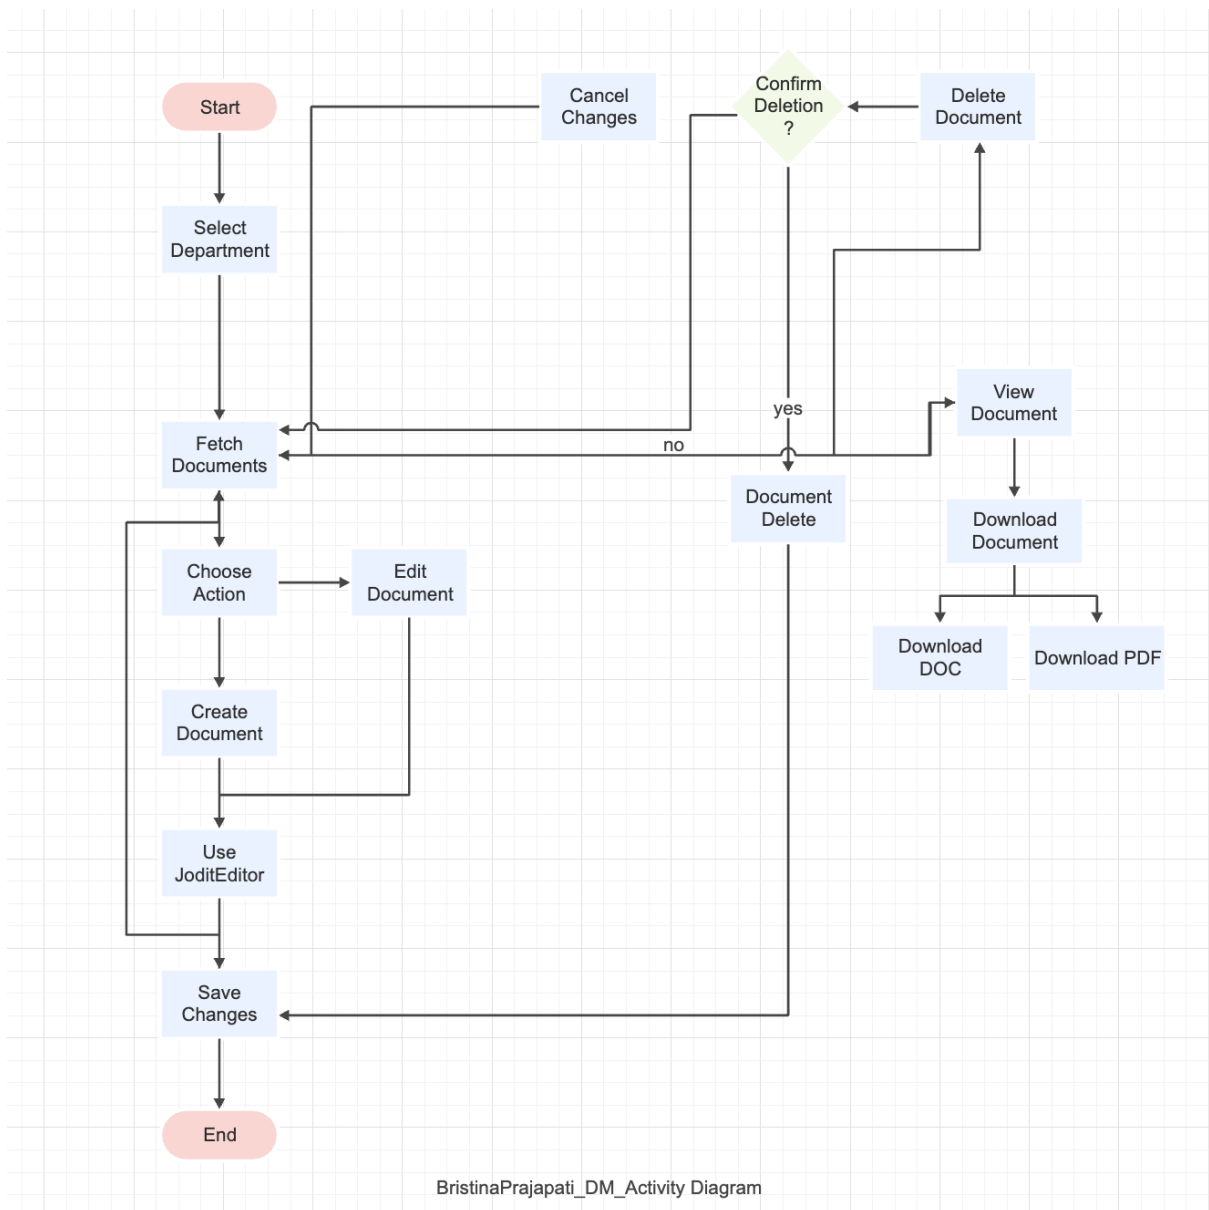 Start
Cancel
Changes
Confirm
Deletion
?
Delete
Document
Select
Department
View
Document
yes
no
Fetch
Documents
Document
Delete
Download
Document
Choose
Action
Edit
Document
Download
DOC
Download PDF
Create
Document
Use
JoditEditor
Save
Changes
End
BristinaPrajapati_DM_Activity Diagram